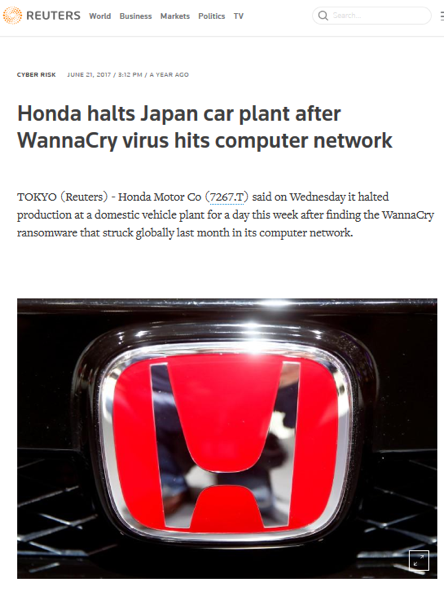 REUTERS World Business Markets Politics TV Search...
CYBER RISK JUNE 21, 2017 / 3:12 PM / A YEAR AGO
Honda halts Japan car plant after
WannaCry virus hits computer network
TOKYO (Reuters) - Honda Motor Co (7267.T) said on Wednesday it halted
production at a domestic vehicle plant for a day this week after finding the WannaCry
ransomware that struck globally last month in its computer network.